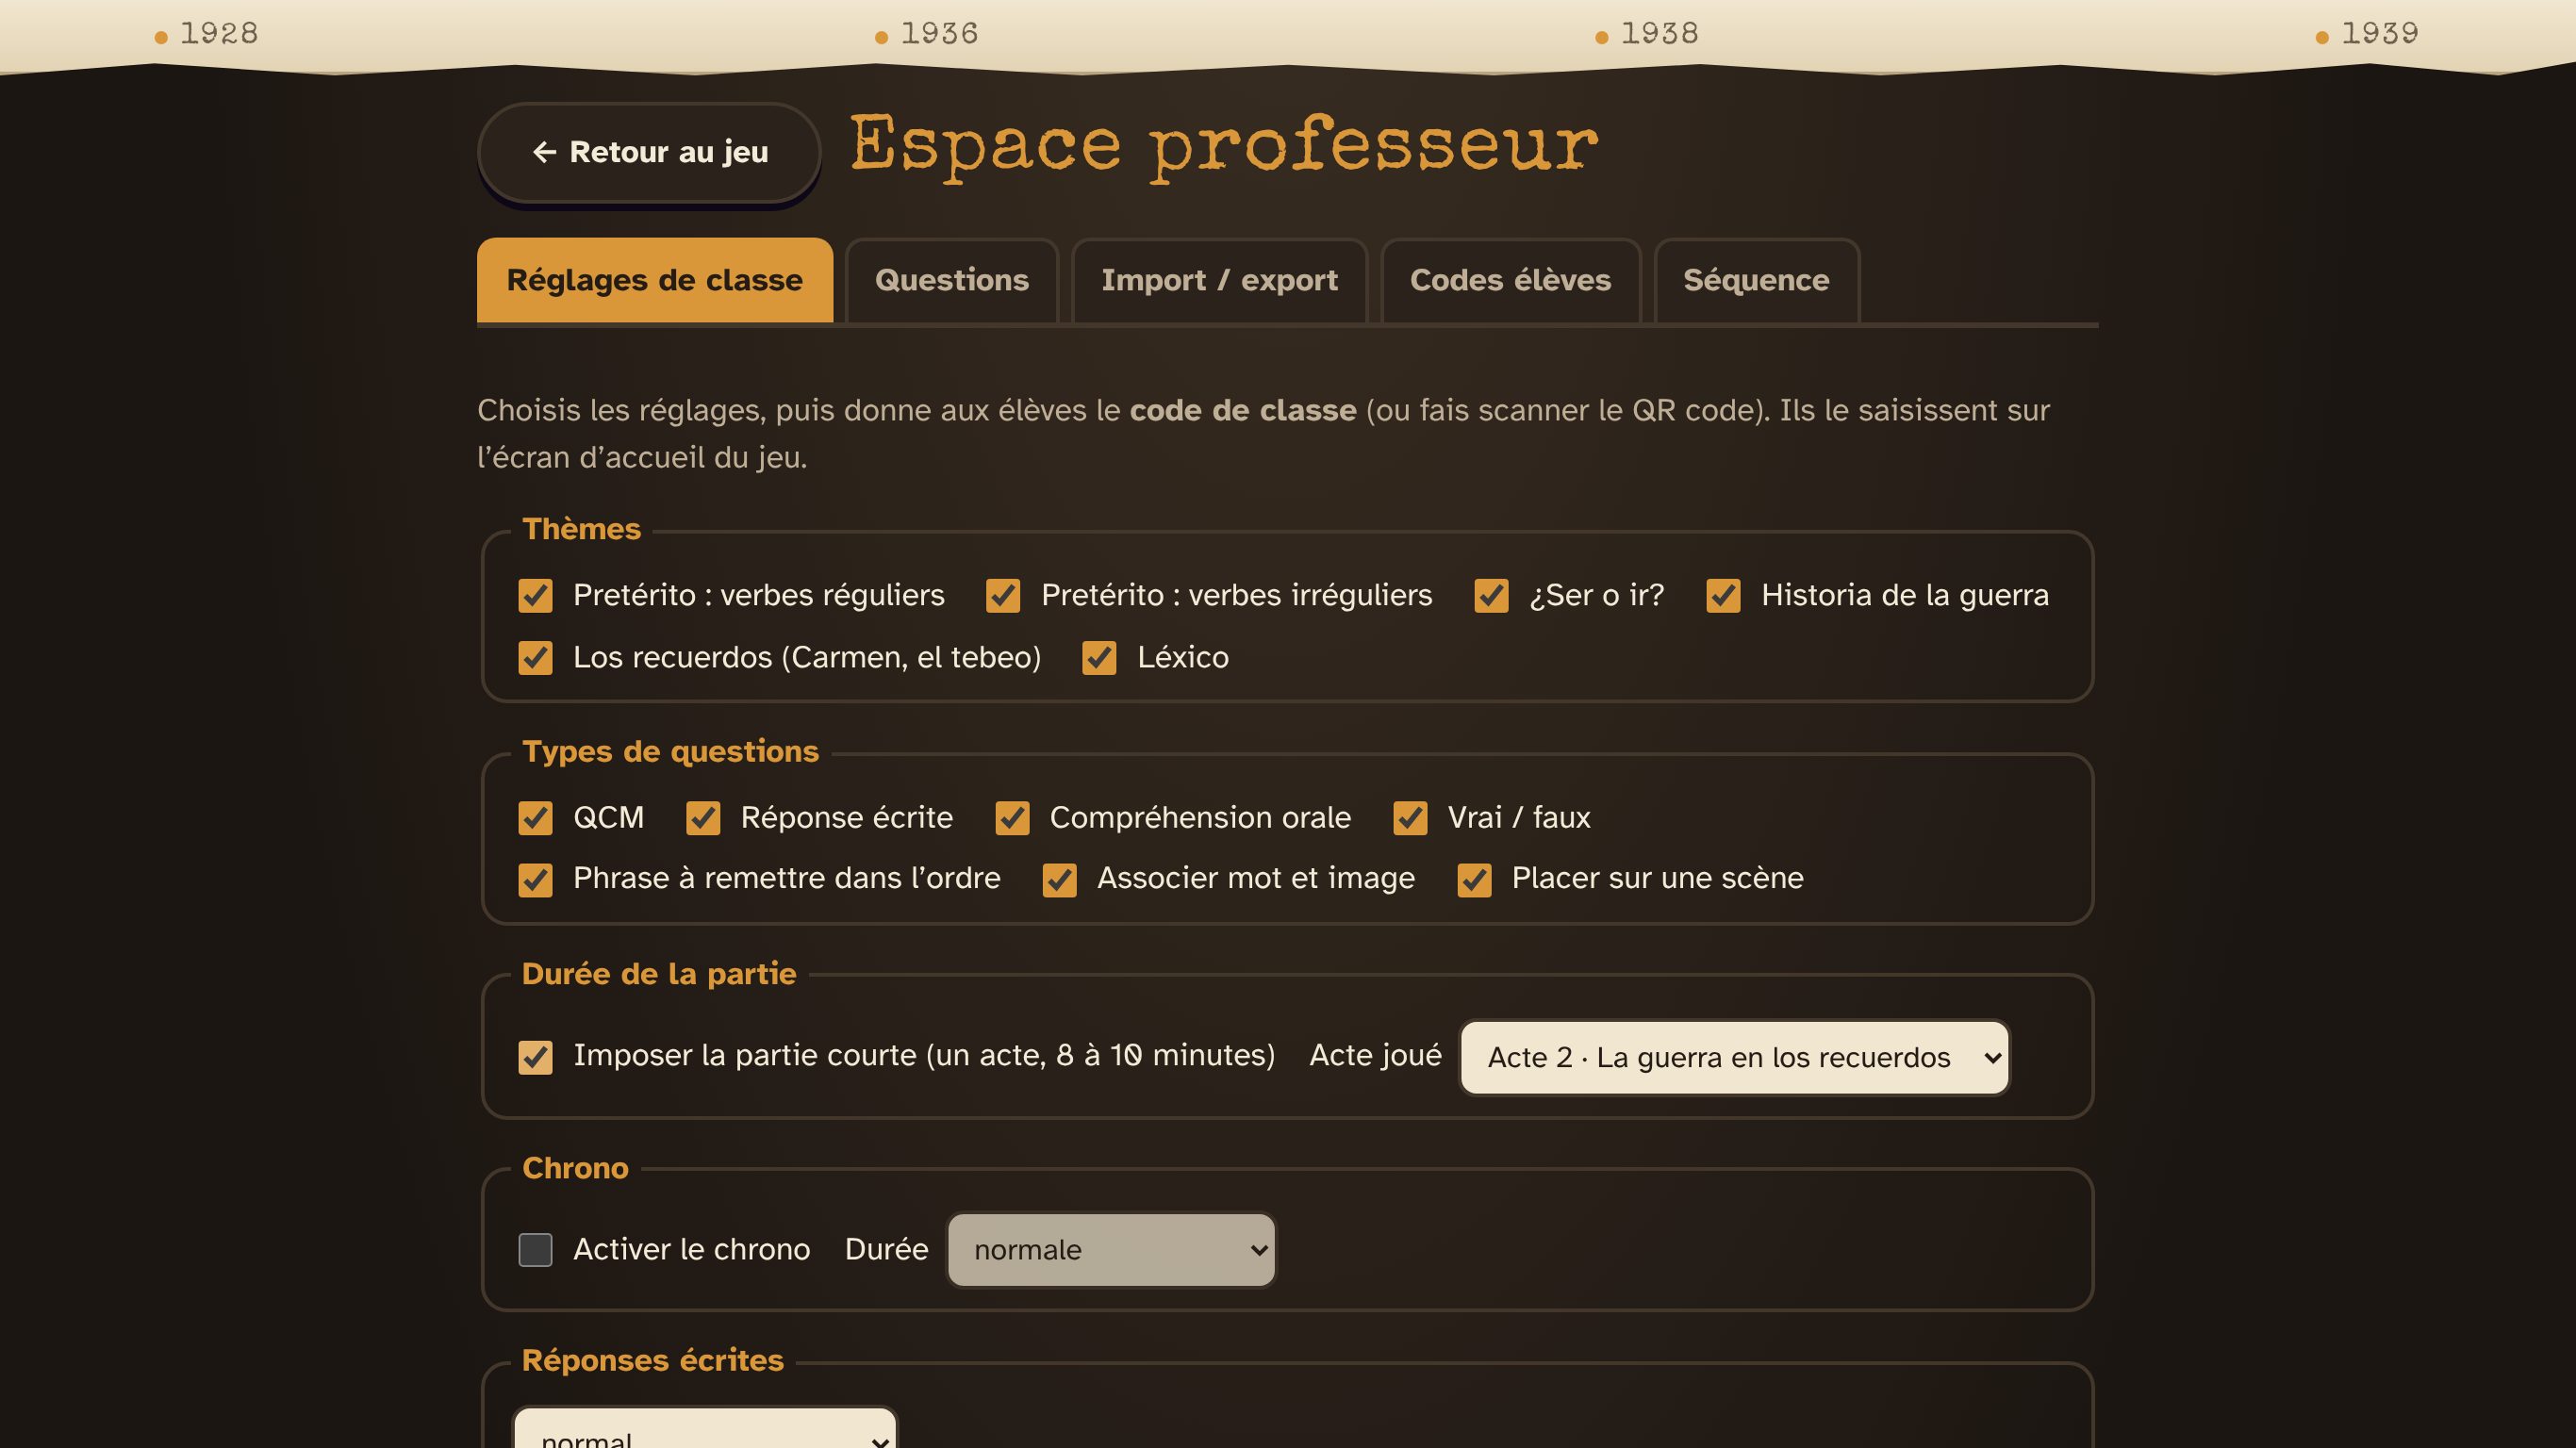 1928 1936 1938 1939
← Retour au jeu Espace professeur
Réglages de classe Questions Import / export Codes élèves Séquence
Choisis les réglages, puis donne aux élèves le code de classe (ou fais scanner le QR code). Ils le saisissent sur
l’écran d’accueil du jeu.
Thèmes
Pretérito : verbes réguliers Pretérito : verbes irréguliers ¿Ser o ir? Historia de la guerra
Los recuerdos (Carmen, el tebeo) Léxico
Types de questions
QCM Réponse écrite Compréhension orale Vrai / faux
Phrase à remettre dans l’ordre Associer mot et image Placer sur une scène
Durée de la partie
Imposer la partie courte (un acte, 8 à 10 minutes) Acte joué Acte 2 · La guerra en los recuerdos
Chrono
Activer le chrono Durée normale
Réponses écrites
normal